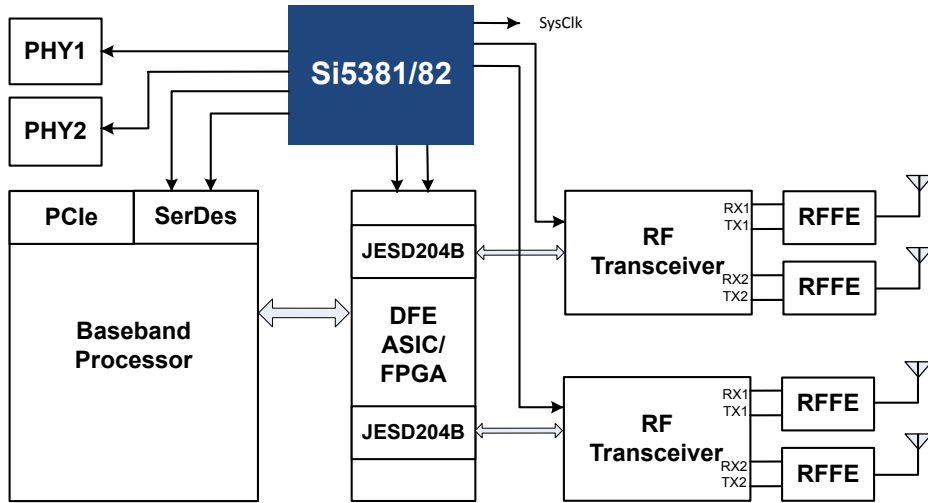 SysClk
PHY1
Si5381/82
PHY2
PCIe
SerDes
JESD204B
Baseband
Processor
DFE
ASIC/
FPGA
JESD204B
RF
Transceiver
RX1
TX1
RX2
TX2
RFFE
RFFE
RF
Transceiver
RX1
TX1
RX2
TX2
RFFE
RFFE